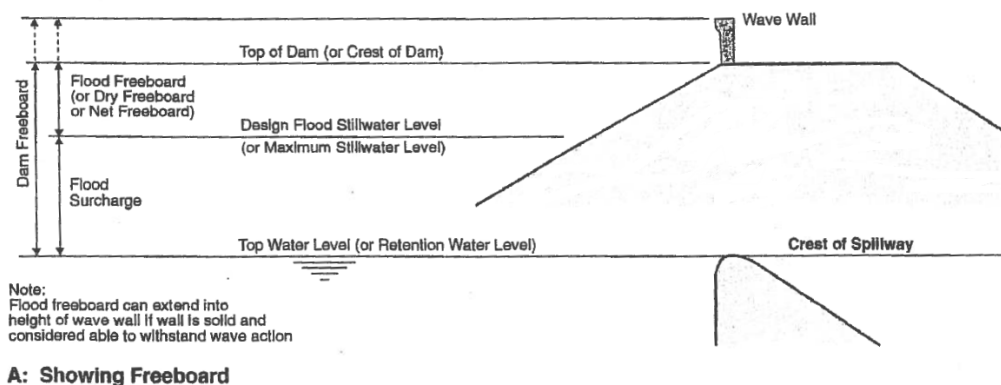 Wave Wall
Top of Dam (or Crest of Dam)
Dam Freeboard
Flood Freeboard
(or Dry Freeboard
or Net Freeboard)
Design Flood Stillwater Level
(or Maximum Stillwater Level)
Flood
Surcharge
Top Water Level (or Retention Water Level)
Crest of Spillway
Note:
Flood freeboard can extend into
height of wave wall if wall is solid and
considered able to withstand wave action
A: Showing Freeboard